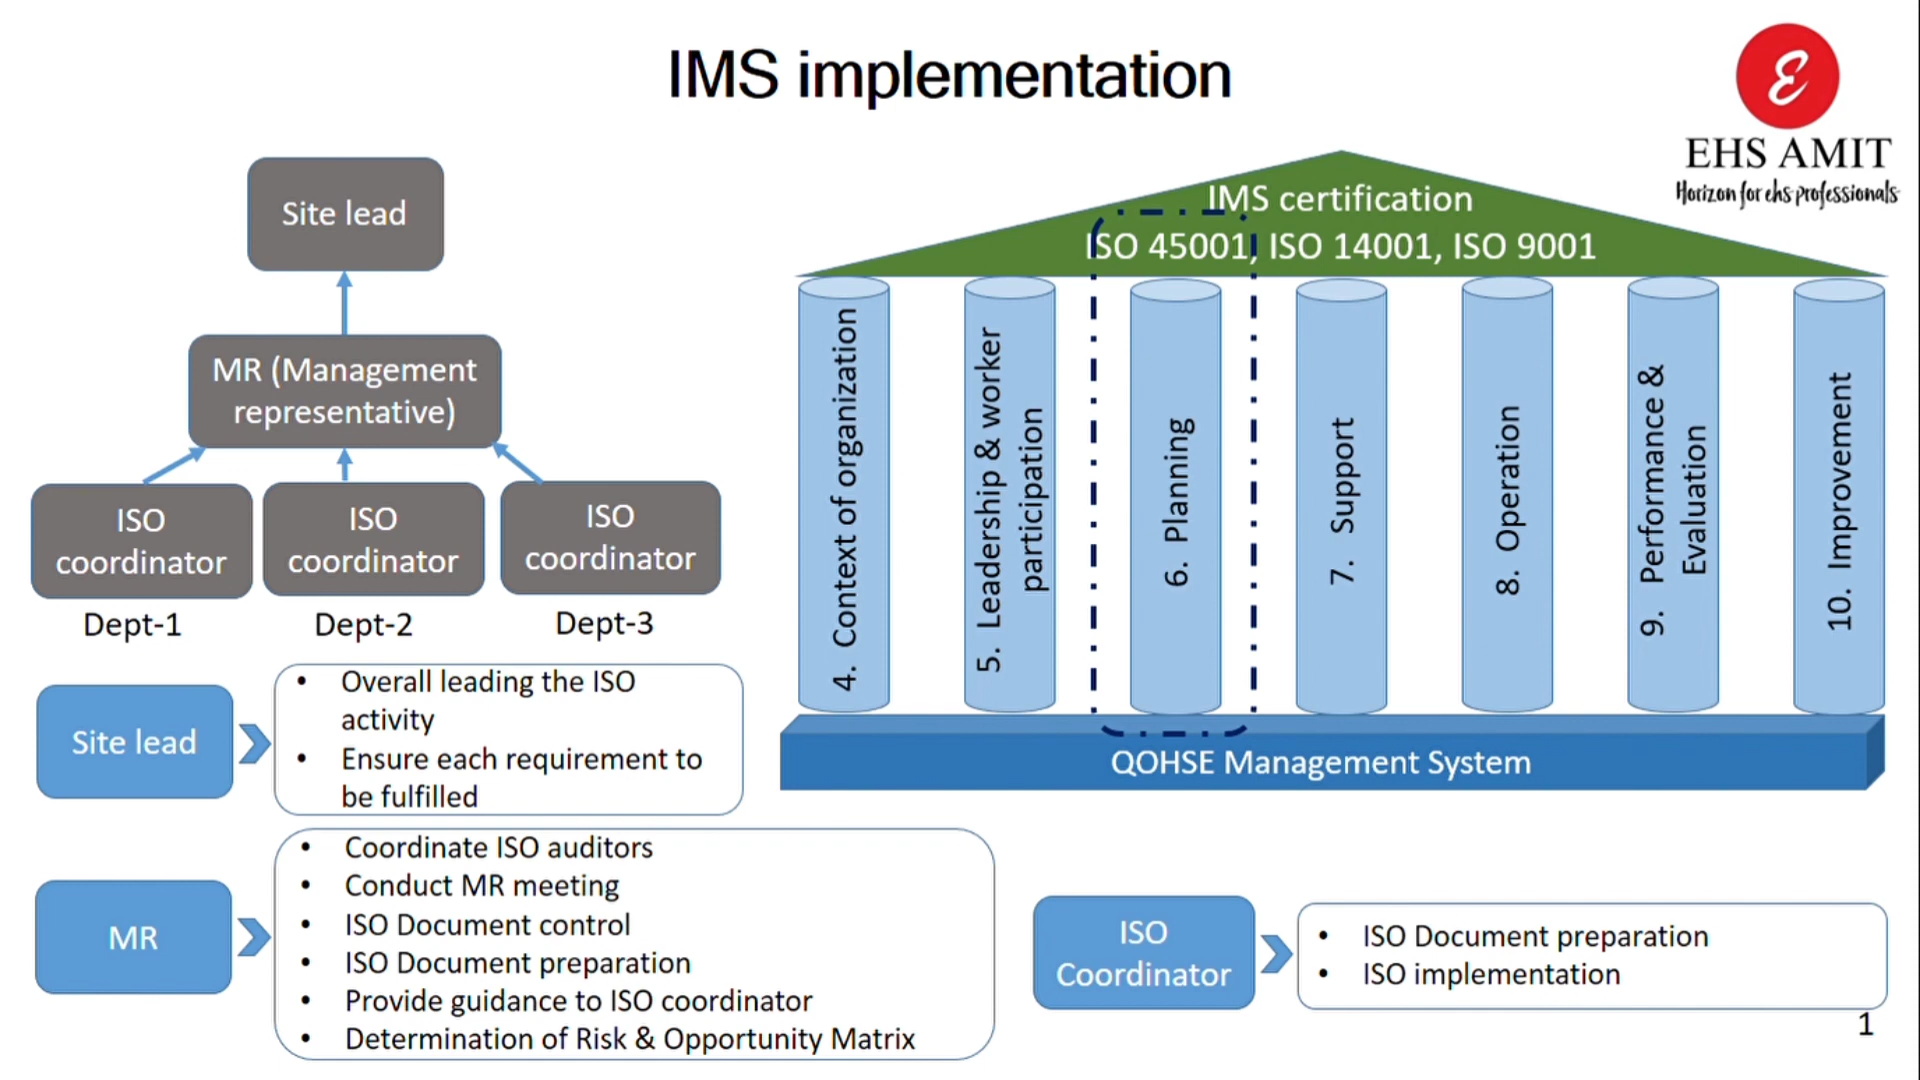 IMS implementation
EHS AMIT
Horizon for ehs professionals
Site lead
MR (Management
representative)
ISO
coordinator
ISO
coordinator
ISO
coordinator
Dept-1
Dept-2
Dept-3
IMS certification
ISO 45001, ISO 14001, ISO 9001
4. Context of organization
5. Leadership & worker
participation
6. Planning
7. Support
8. Operation
9. Performance &
Evaluation
10. Improvement
QOHSE Management System
Site lead
• Overall leading the ISO
activity
• Ensure each requirement to
be fulfilled
MR
• Coordinate ISO auditors
• Conduct MR meeting
• ISO Document control
• ISO Document preparation
• Provide guidance to ISO coordinator
• Determination of Risk & Opportunity Matrix
ISO
Coordinator
• ISO Document preparation
• ISO implementation
1